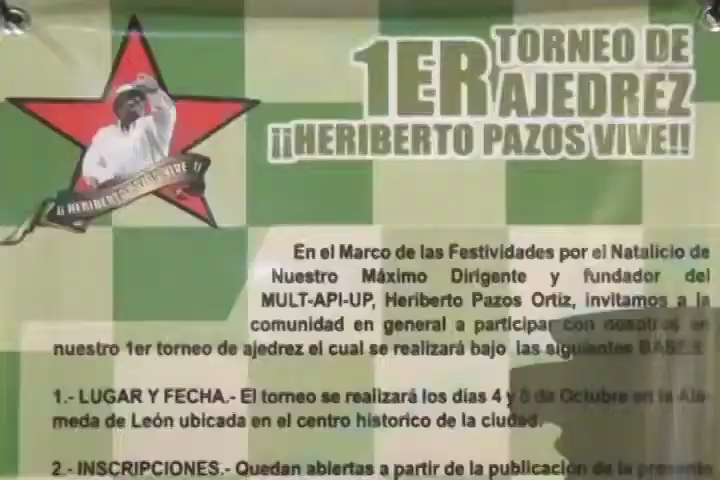 1ER TORNEO DE
AJEDREZ
¡¡HERIBERTO PAZOS VIVE!!
¡¡ HERIBERTO PAZOS VIVE !!
En el Marco de las Festividades por el Natalicio de
Nuestro Máximo Dirigente y fundador del
MULT-API-UP, Heriberto Pazos Ortiz, invitamos a la
comunidad en general a participar con nosotros en
nuestro 1er torneo de ajedrez el cual se realizará bajo las siguientes BASES:
1.- LUGAR Y FECHA.- El torneo se realizará los días 4 y 5 de Octubre en la Ala-
meda de León ubicada en el centro historico de la ciudad.
2.- INSCRIPCIONES.- Quedan abiertas a partir de la publicación de la presente